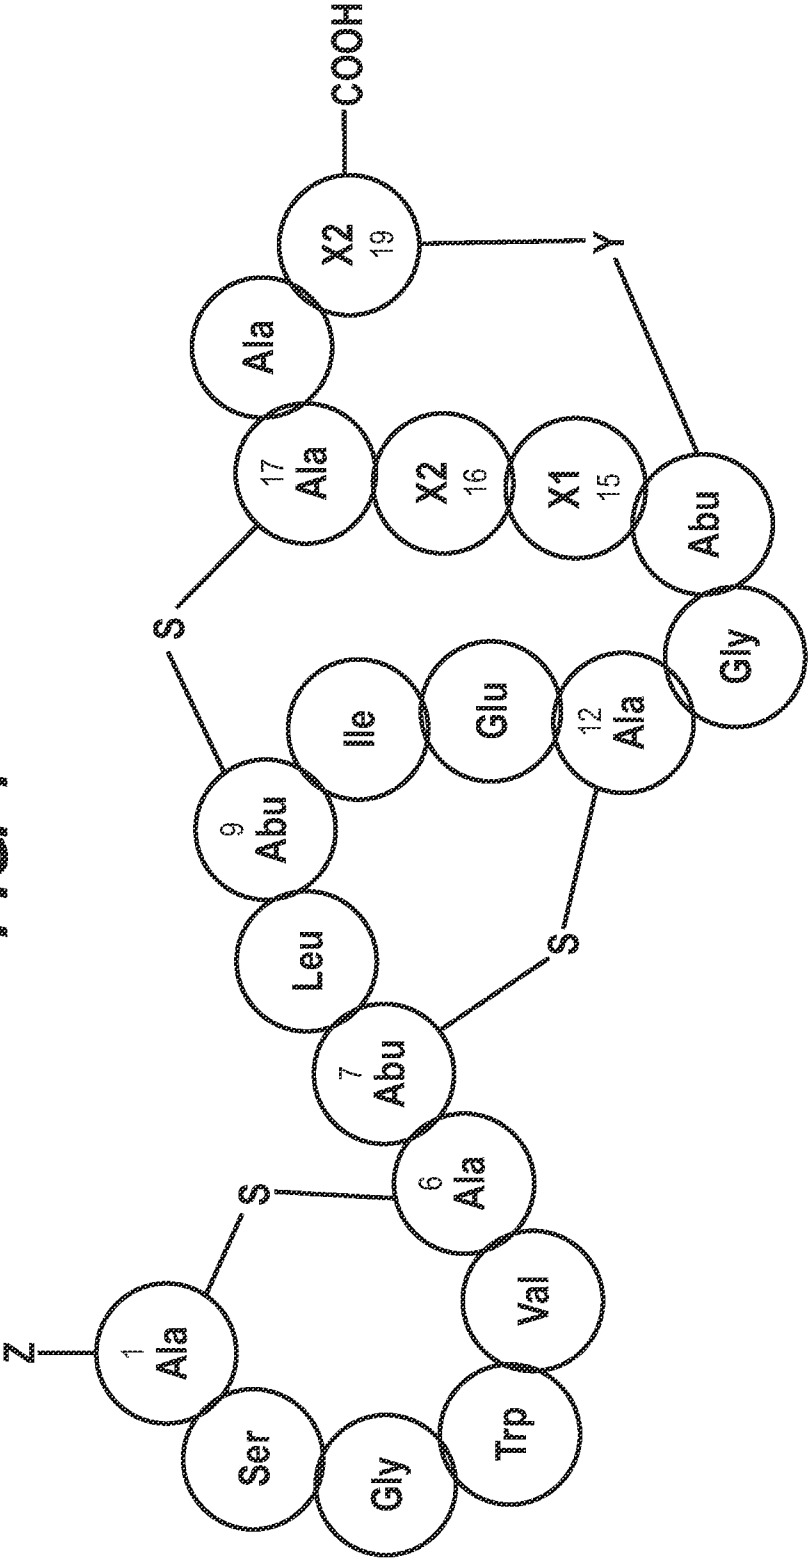 Z
1
Ala
S
Ser
Gly
Trp
Val
6
Ala
7
Abu
S
Leu
9
Abu
S
Ile
Glu
12
Ala
Gly
Abu
X1
15
X2
16
17
Ala
Ala
X2
19
Y
COOH